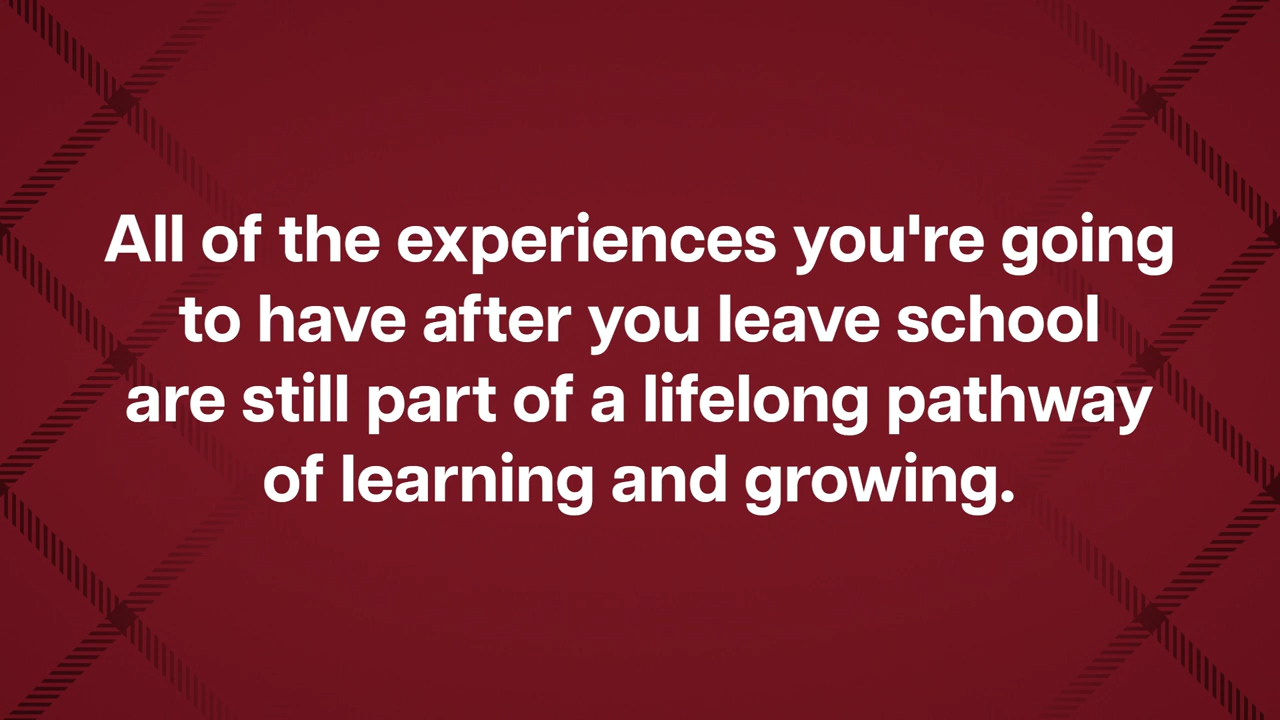 All of the experiences you're going
to have after you leave school
are still part of a lifelong pathway
of learning and growing.